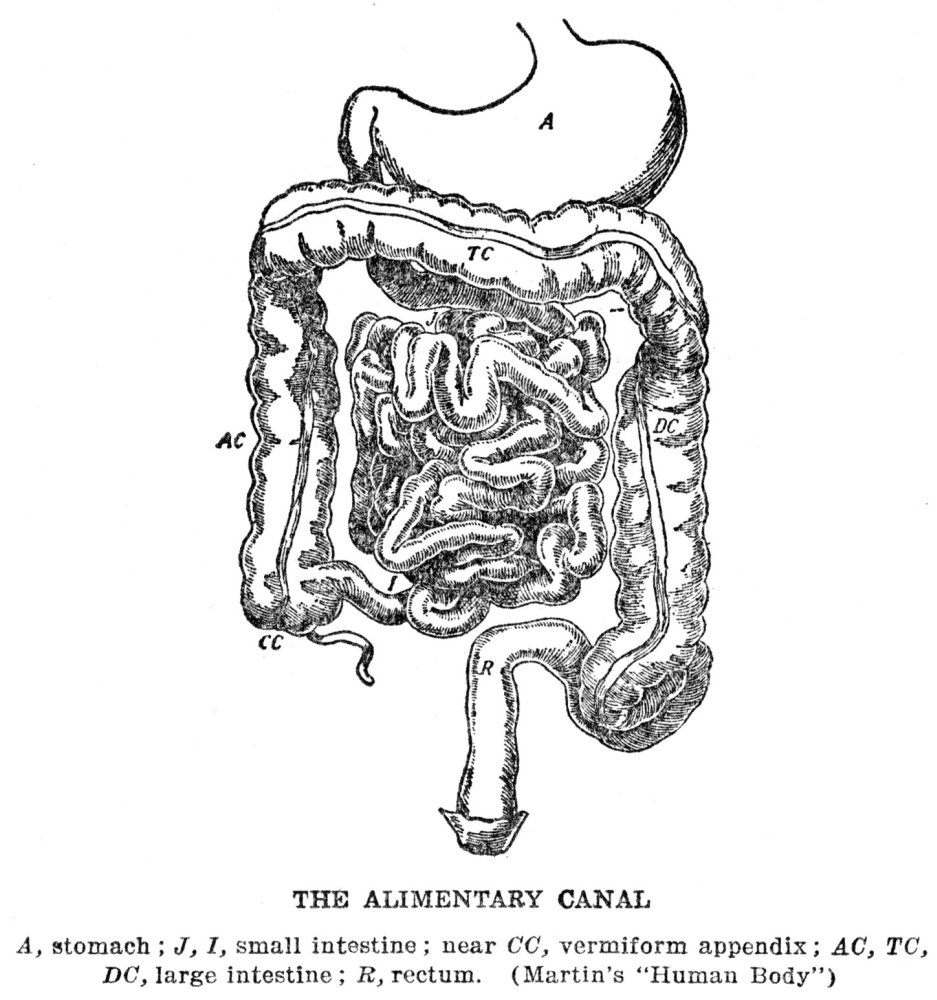 A
TC
J
AC
DC
I
CC
R
THE ALIMENTARY CANAL
A, stomach; J, I, small intestine; near CC, vermiform appendix; AC, TC,
DC, large intestine; R, rectum. (Martin's "Human Body")